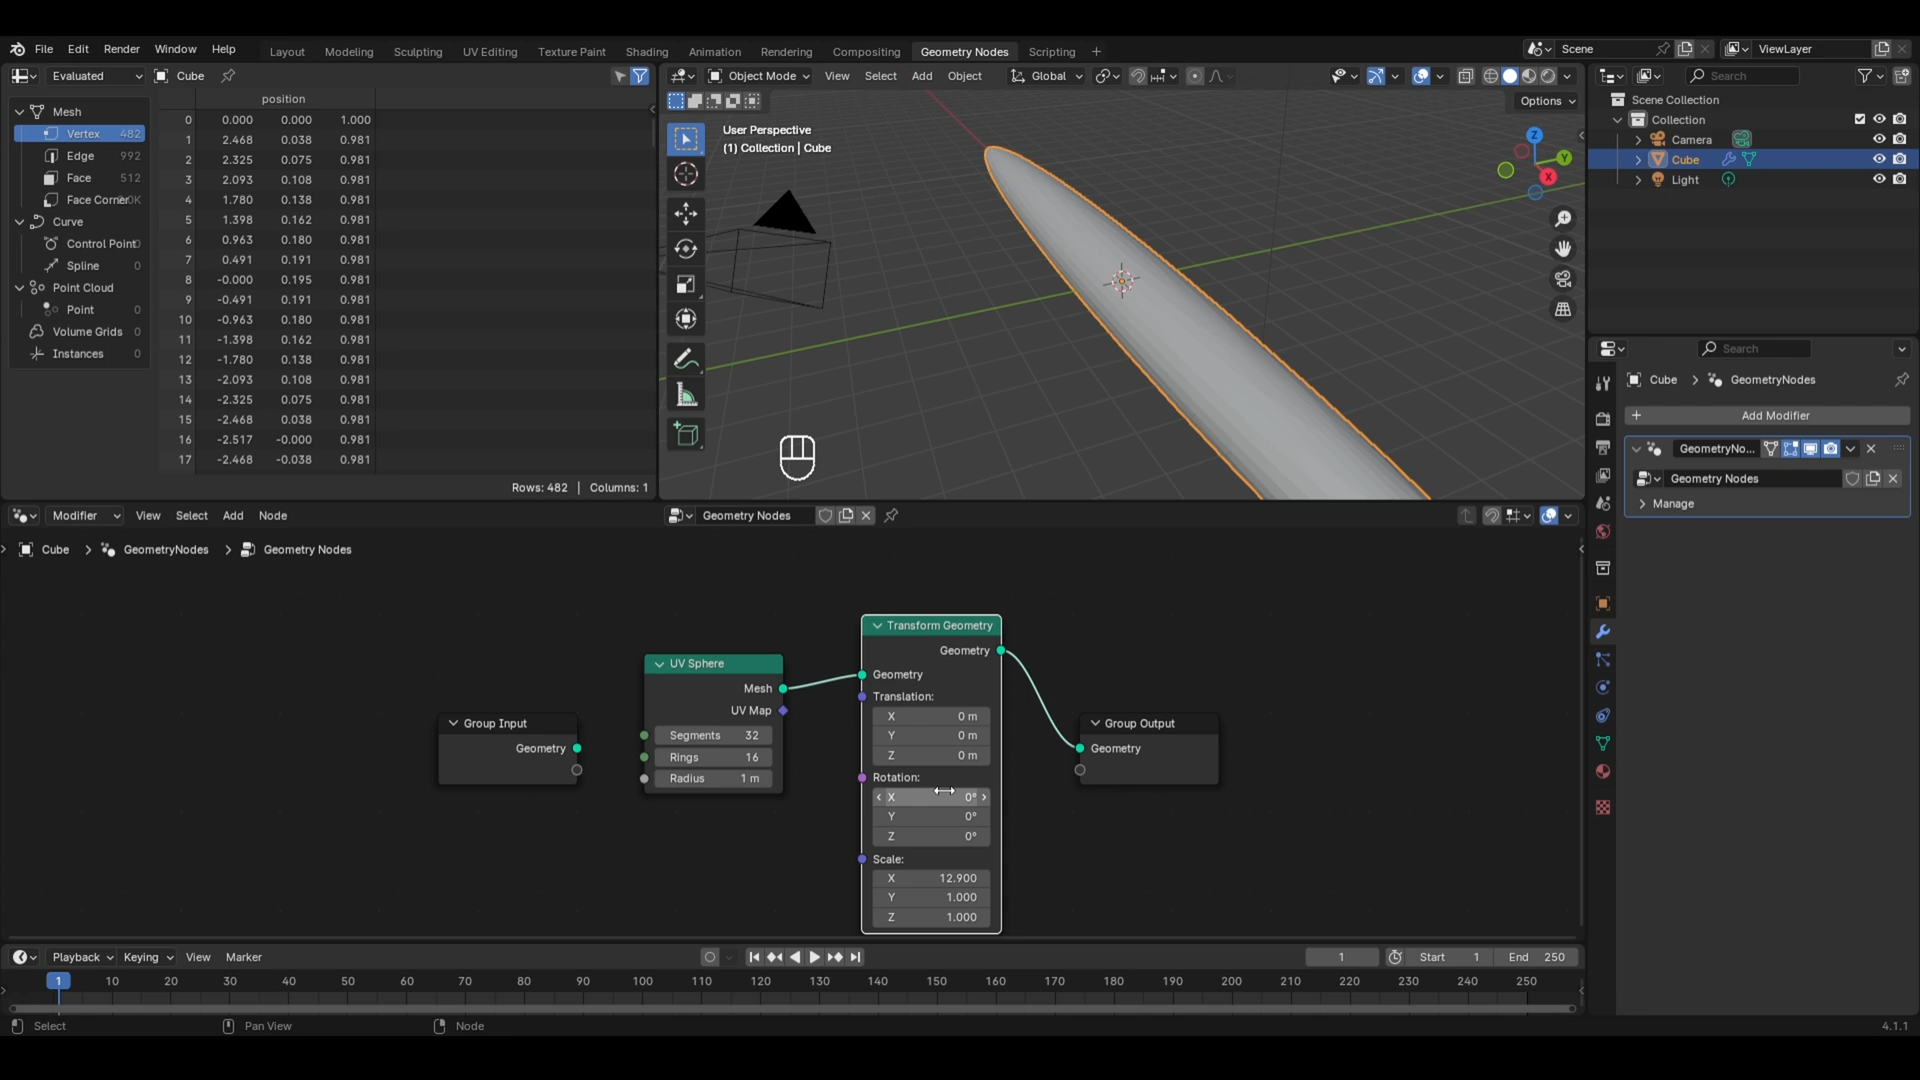 File Edit Render Window Help Layout Modeling Sculpting UV Editing Texture Paint Shading Animation Rendering Compositing Geometry Nodes Scripting + Scene ViewLayer
Evaluated Cube
position
Mesh
Vertex 482
Edge 992
Face 512
Face Corner
Curve
Control Point
Spline 0
Point Cloud
Point 0
Volume Grids 0
Instances 0
0 0.000 0.000 1.000
1 2.468 0.038 0.981
2 2.325 0.075 0.981
3 2.093 0.108 0.981
4 1.780 0.138 0.981
5 1.398 0.162 0.981
6 0.963 0.180 0.981
7 0.491 0.191 0.981
8 -0.000 0.195 0.981
9 -0.491 0.191 0.981
10 -0.963 0.180 0.981
11 -1.398 0.162 0.981
12 -1.780 0.138 0.981
13 -2.093 0.108 0.981
14 -2.325 0.075 0.981
15 -2.468 0.038 0.981
16 -2.517 -0.000 0.981
17 -2.468 -0.038 0.981
Rows: 482 | Columns: 1
Object Mode View Select Add Object Global
Options
User Perspective
(1) Collection | Cube
Z
Y
X
Search
Scene Collection
Collection
Camera
Cube
Light
Search
Cube > GeometryNodes
+ Add Modifier
GeometryNo...
Geometry Nodes
Manage
Modifier View Select Add Node Geometry Nodes
Cube > GeometryNodes > Geometry Nodes
Group Input
Geometry
UV Sphere
Mesh
UV Map
Segments 32
Rings 16
Radius 1 m
Transform Geometry
Geometry
Geometry
Translation:
X 0 m
Y 0 m
Z 0 m
Rotation:
X 0°
Y 0°
Z 0°
Scale:
X 12.900
Y 1.000
Z 1.000
Group Output
Geometry
Playback Keying View Marker 1 Start 1 End 250
1 10 20 30 40 50 60 70 80 90 100 110 120 130 140 150 160 170 180 190 200 210 220 230 240 250
Select Pan View Node 4.1.1